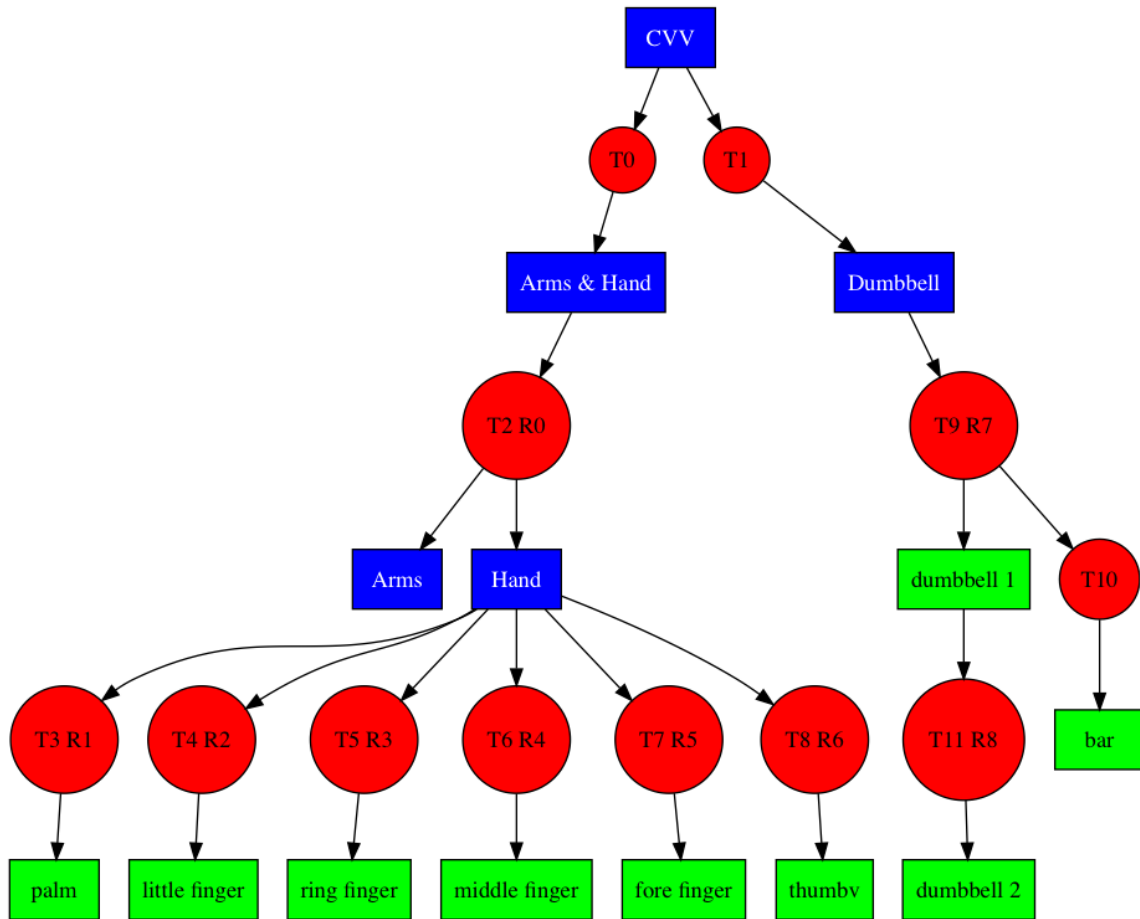 CVV
T0
T1
Arms & Hand
Dumbbell
T2 R0
T9 R7
Arms
Hand
dumbbell 1
T10
T3 R1
T4 R2
T5 R3
T6 R4
T7 R5
T8 R6
T11 R8
bar
palm
little finger
ring finger
middle finger
fore finger
thumbv
dumbbell 2